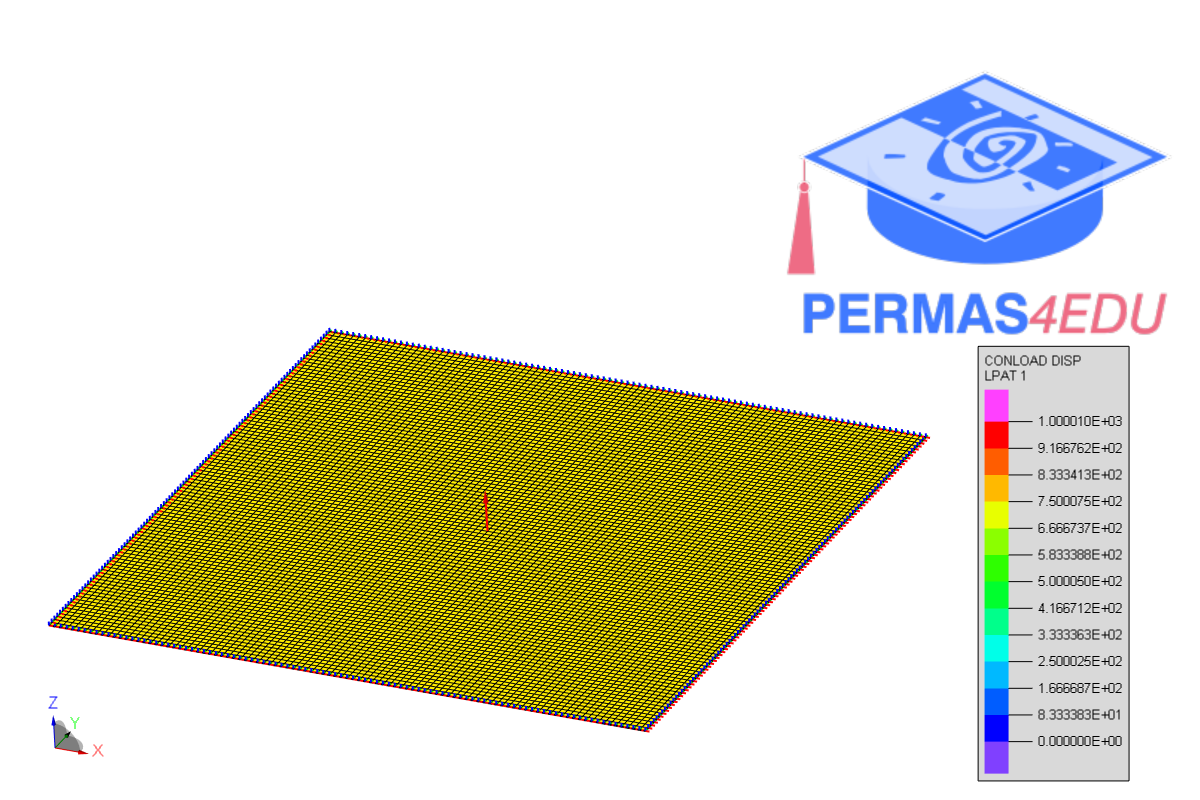 PERMAS4EDU
CONLOAD DISP
LPAT 1
1.000010E+03
9.166762E+02
8.333413E+02
7.500075E+02
6.666737E+02
5.833388E+02
5.000050E+02
4.166712E+02
3.333363E+02
2.500025E+02
1.666687E+02
8.333383E+01
0.000000E+00
Z
Y
X